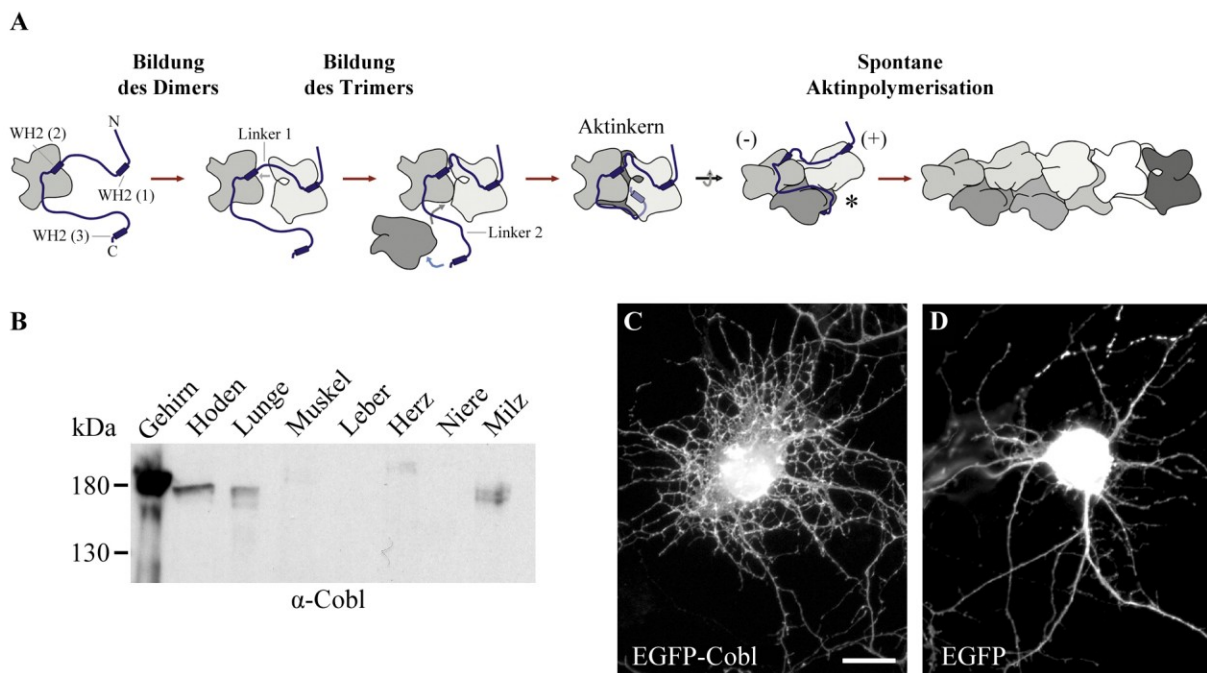 A
Bildung
des Dimers
Bildung
des Trimers
Spontane
Aktinpolymerisation
WH2 (2)
N
WH2 (1)
WH2 (3)
C
Linker 1
Linker 2
Aktinkern
(-)
(+)
*
B
kDa
Gehirn
Hoden
Lunge
Muskel
Leber
Herz
Niere
Milz
180
130
α-Cobl
C
EGFP-Cobl
D
EGFP